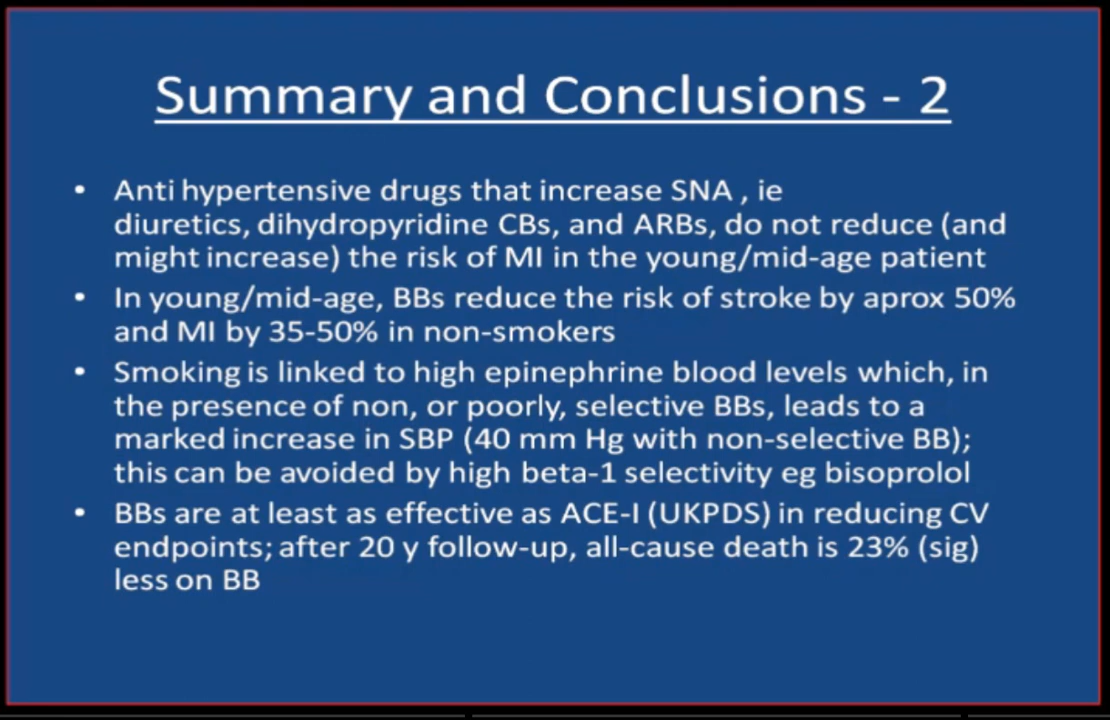 Summary and Conclusions - 2
• Anti hypertensive drugs that increase SNA , ie
diuretics, dihydropyridine CBs, and ARBs, do not reduce (and
might increase) the risk of MI in the young/mid-age patient
• In young/mid-age, BBs reduce the risk of stroke by aprox 50%
and MI by 35-50% in non-smokers
• Smoking is linked to high epinephrine blood levels which, in
the presence of non, or poorly, selective BBs, leads to a
marked increase in SBP (40 mm Hg with non-selective BB);
this can be avoided by high beta-1 selectivity eg bisoprolol
• BBs are at least as effective as ACE-I (UKPDS) in reducing CV
endpoints; after 20 y follow-up, all-cause death is 23% (sig)
less on BB